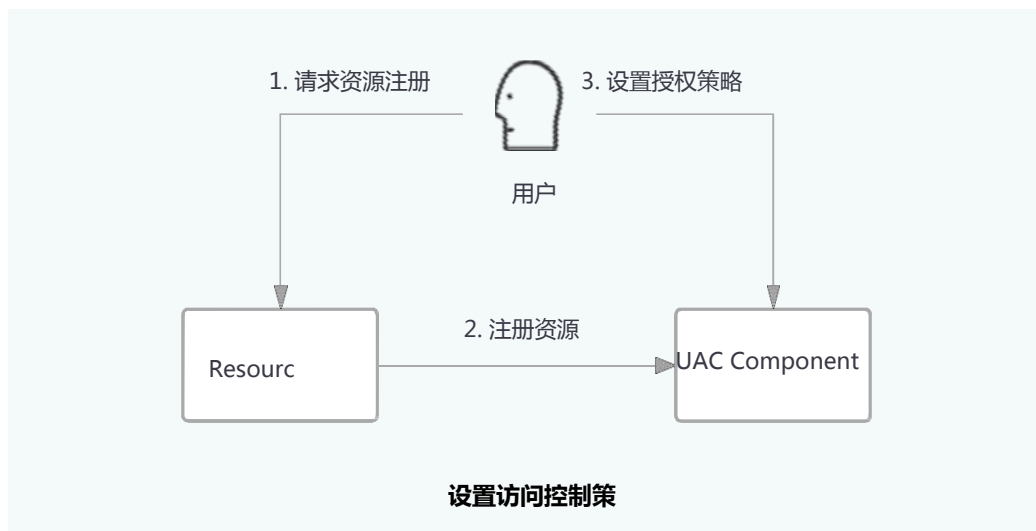 1. 请求资源注册
3. 设置授权策略
用户
2. 注册资源
Resourc
UAC Component
设置访问控制策